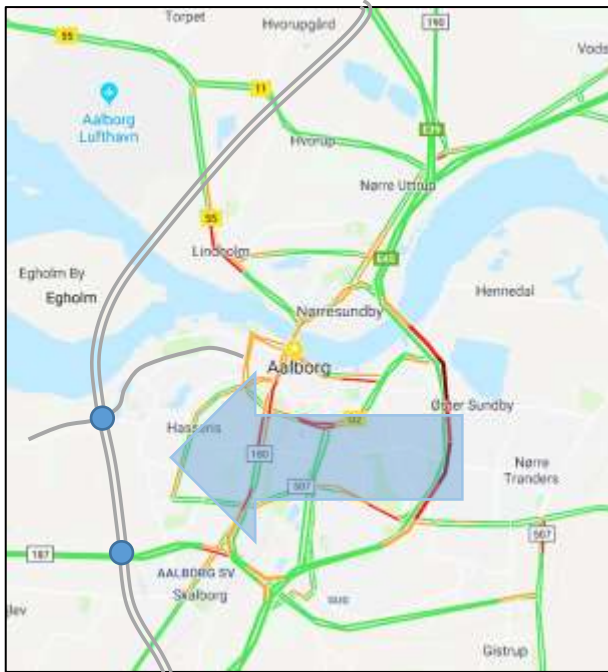 Torpet
Hvorupgård
190
55
Vods
11
Aalborg
Lufthavn
E39
Hvorup
Nørre Uttrup
55
Lindholm
E45
Egholm By
Egholm
Hennedal
Nørresundby
Aalborg
Øster Sundby
Hasseris
180
Nørre
Tranders
507
507
187
AALBORG SV
Skalborg
Gistrup